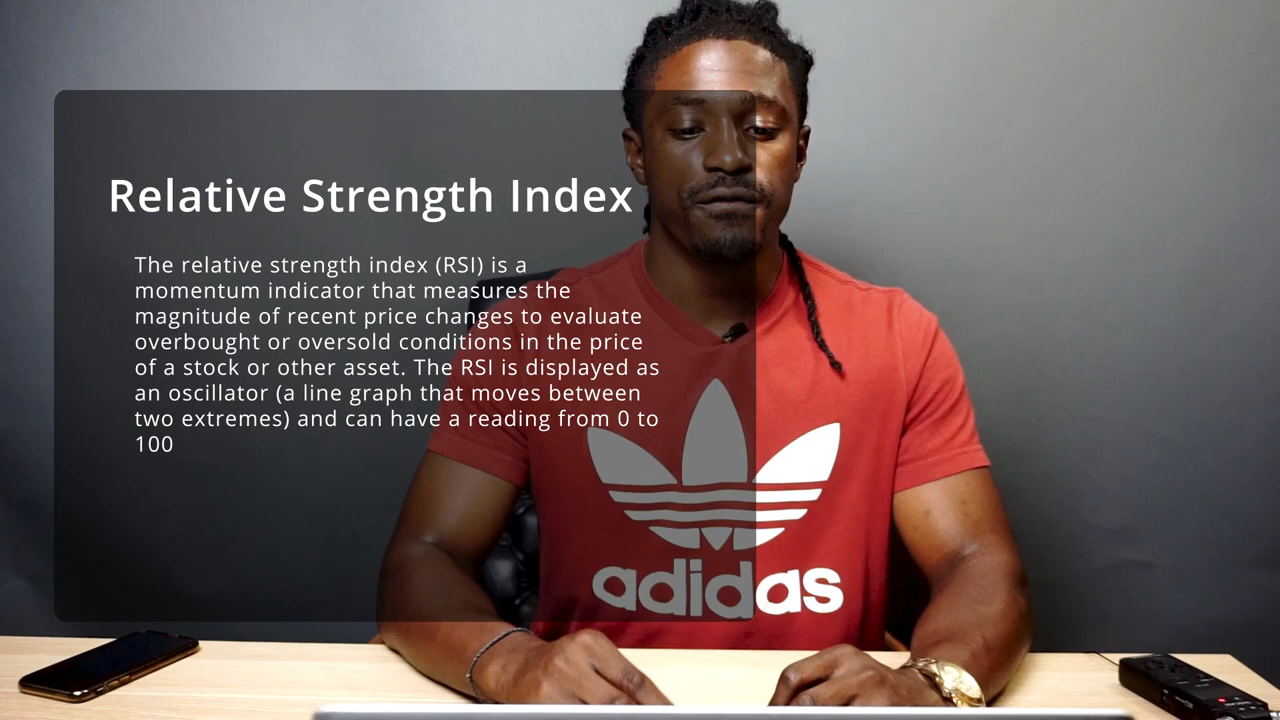 Relative Strength Index
The relative strength index (RSI) is a
momentum indicator that measures the
magnitude of recent price changes to evaluate
overbought or oversold conditions in the price
of a stock or other asset. The RSI is displayed as
an oscillator (a line graph that moves between
two extremes) and can have a reading from 0 to
100
adidas